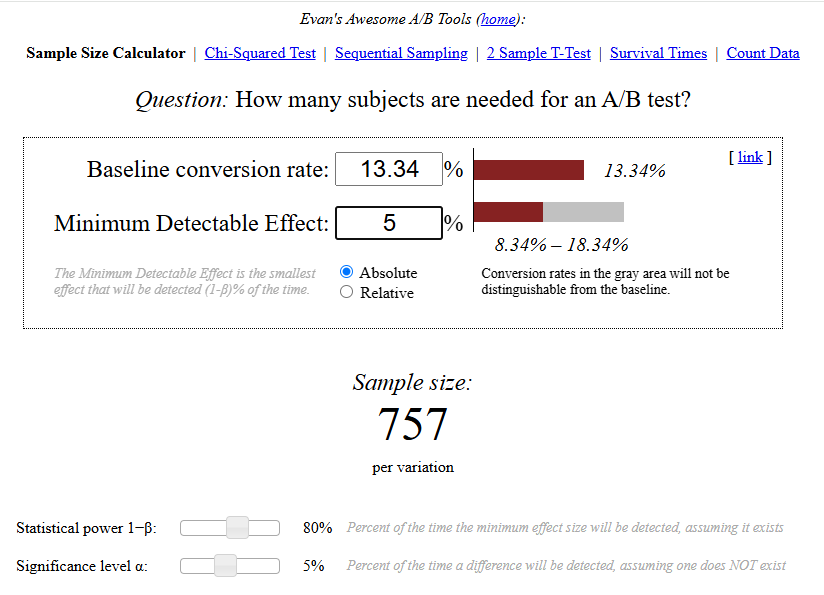 Evan's Awesome A/B Tools (home):
Sample Size Calculator | Chi-Squared Test | Sequential Sampling | 2 Sample T-Test | Survival Times | Count Data
Question: How many subjects are needed for an A/B test?
[ link ]
Baseline conversion rate: 13.34 % 13.34%
Minimum Detectable Effect: 5 %
8.34% – 18.34%
The Minimum Detectable Effect is the smallest
effect that will be detected (1-β)% of the time.
Absolute
Relative
Conversion rates in the gray area will not be
distinguishable from the baseline.
Sample size:
757
per variation
Statistical power 1−β: 80% Percent of the time the minimum effect size will be detected, assuming it exists
Significance level α: 5% Percent of the time a difference will be detected, assuming one does NOT exist